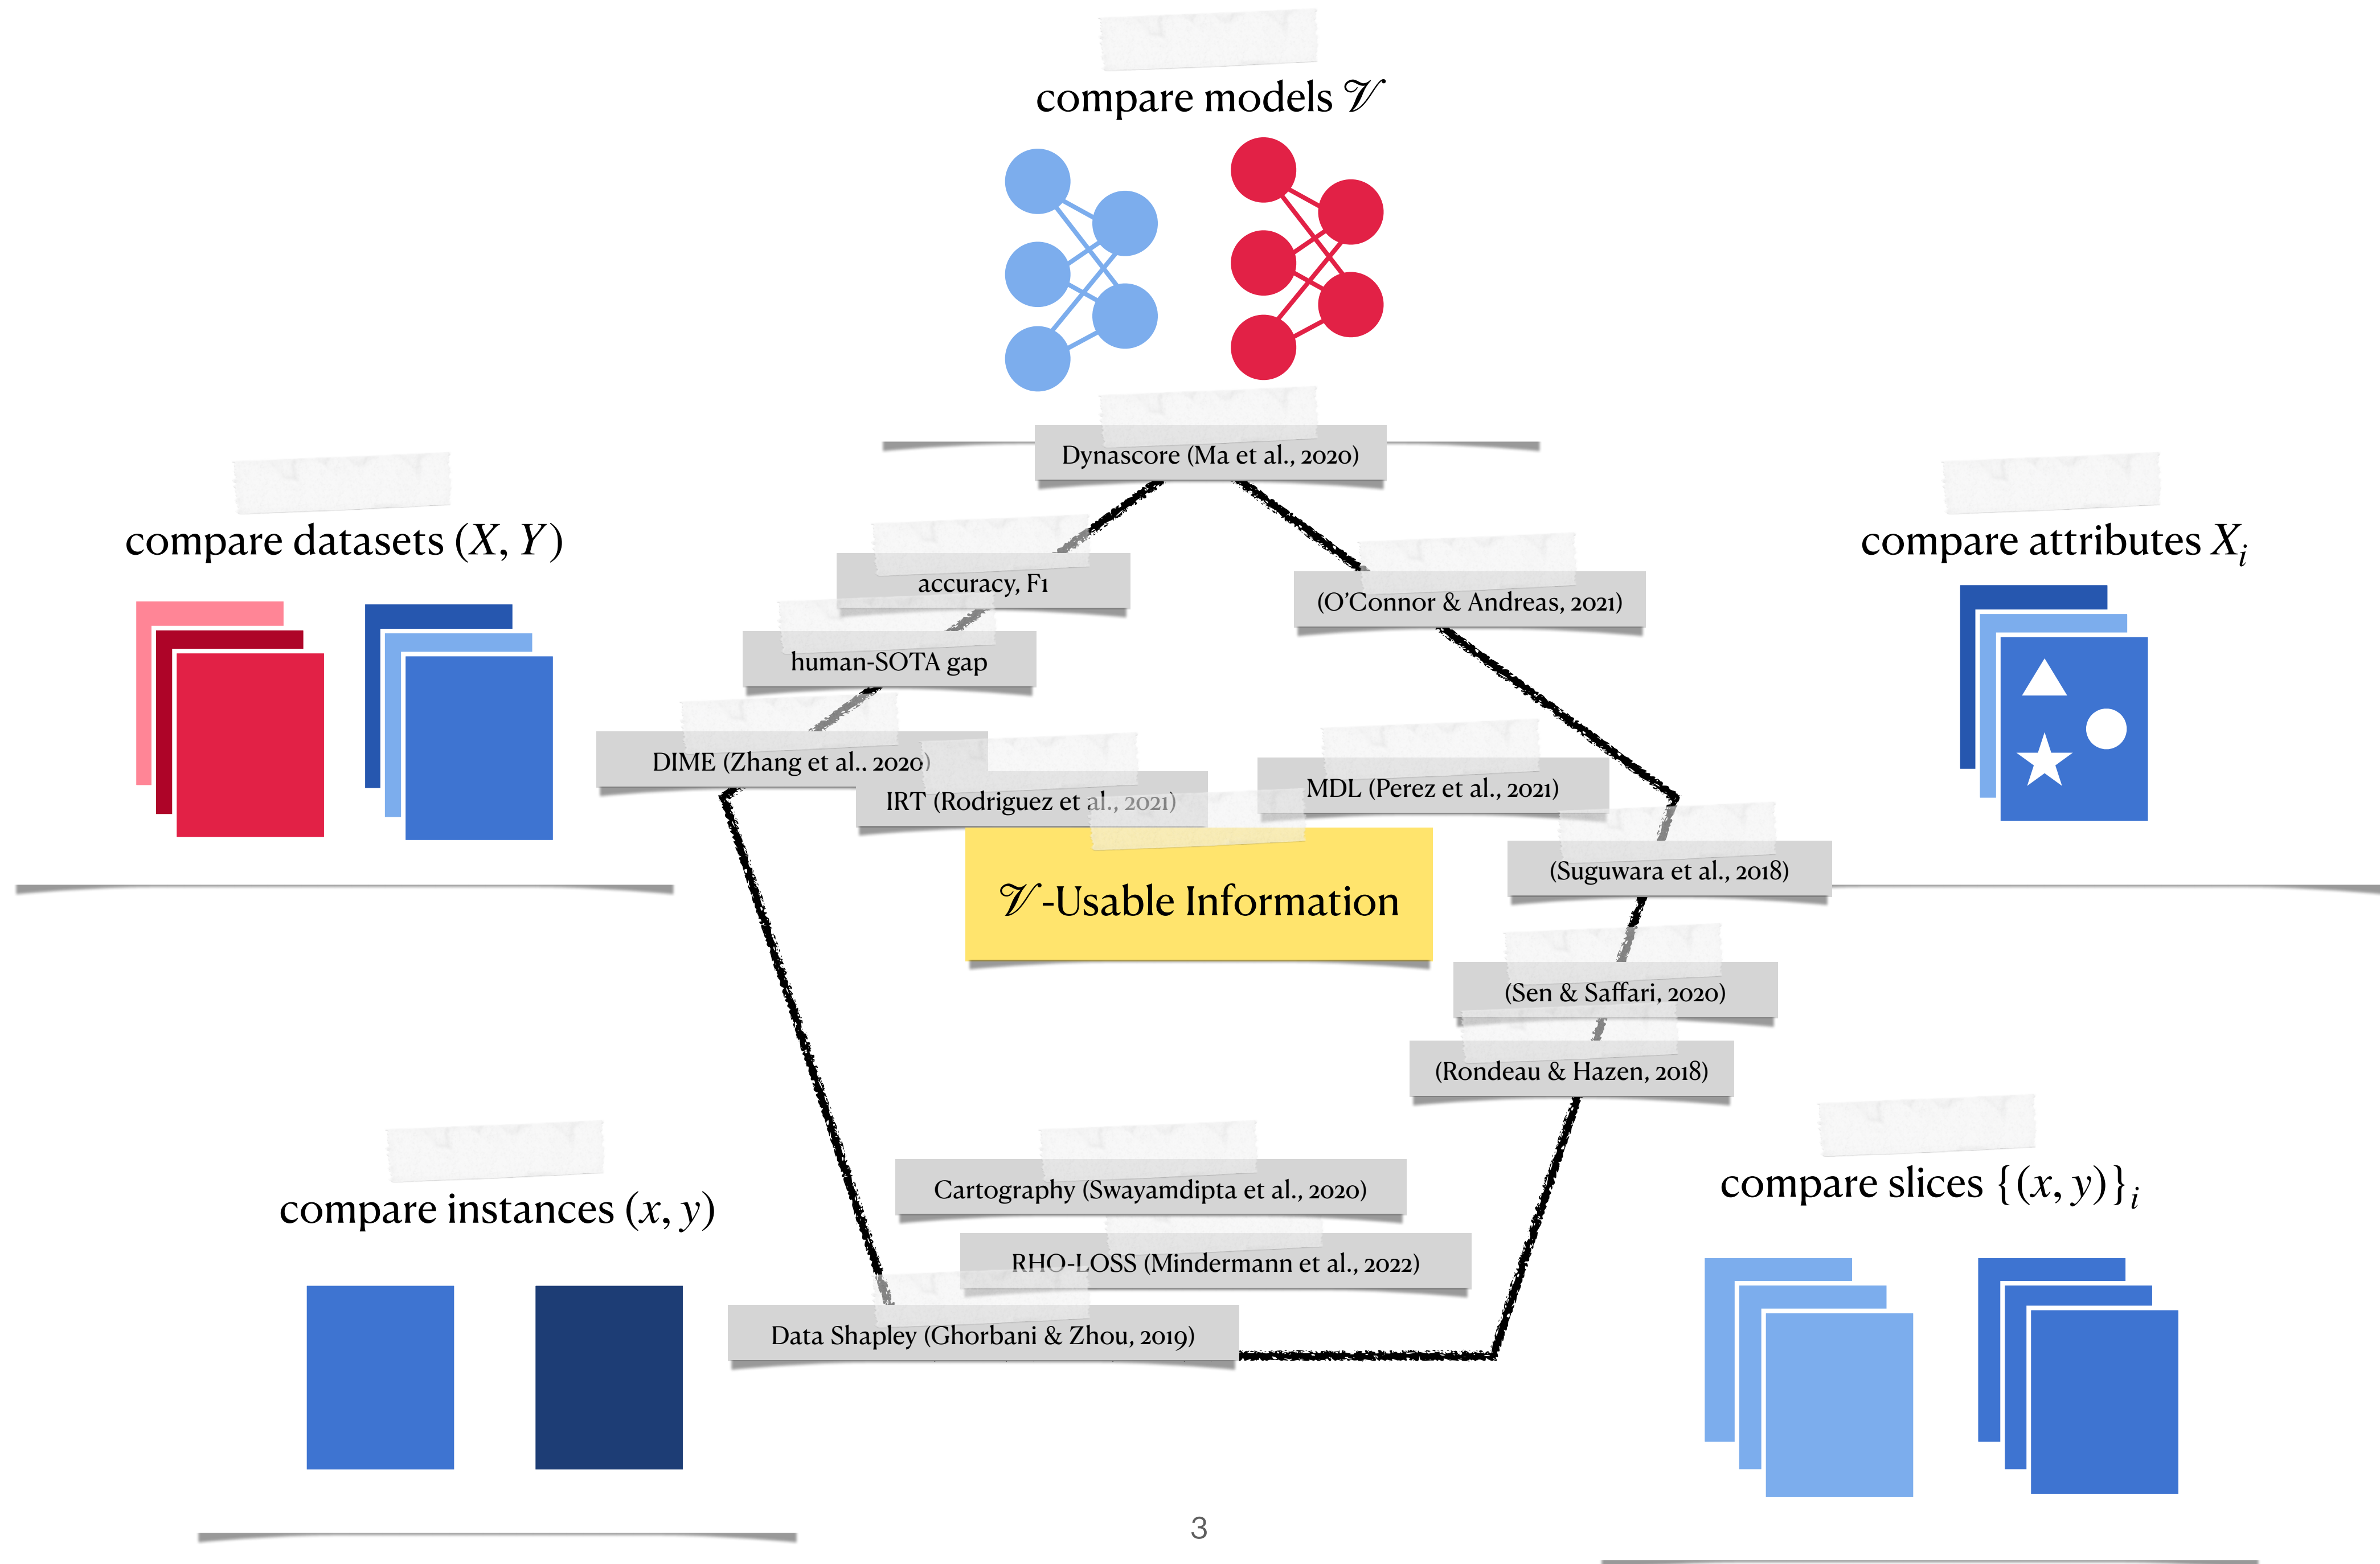 compare models 𝒱
Dynascore (Ma et al., 2020)
compare datasets (X, Y)
compare attributes Xᵢ
accuracy, F1
(O'Connor & Andreas, 2021)
human-SOTA gap
DIME (Zhang et al., 2020)
IRT (Rodriguez et al., 2021)
MDL (Perez et al., 2021)
(Suguwara et al., 2018)
𝒱-Usable Information
(Sen & Saffari, 2020)
(Rondeau & Hazen, 2018)
compare instances (x, y)
Cartography (Swayamdipta et al., 2020)
compare slices {(x, y)}ᵢ
RHO-LOSS (Mindermann et al., 2022)
Data Shapley (Ghorbani & Zhou, 2019)
3